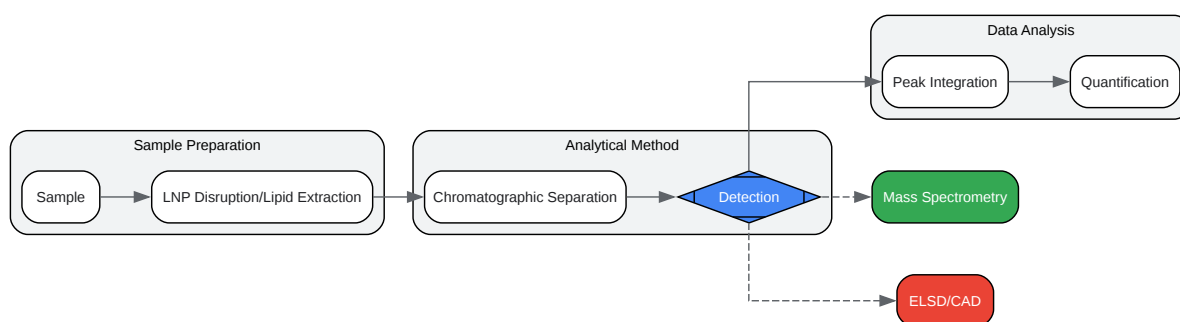 Data Analysis
Peak Integration
Quantification
Sample Preparation
Analytical Method
Sample
LNP Disruption/Lipid Extraction
Chromatographic Separation
Detection
Mass Spectrometry
ELSD/CAD